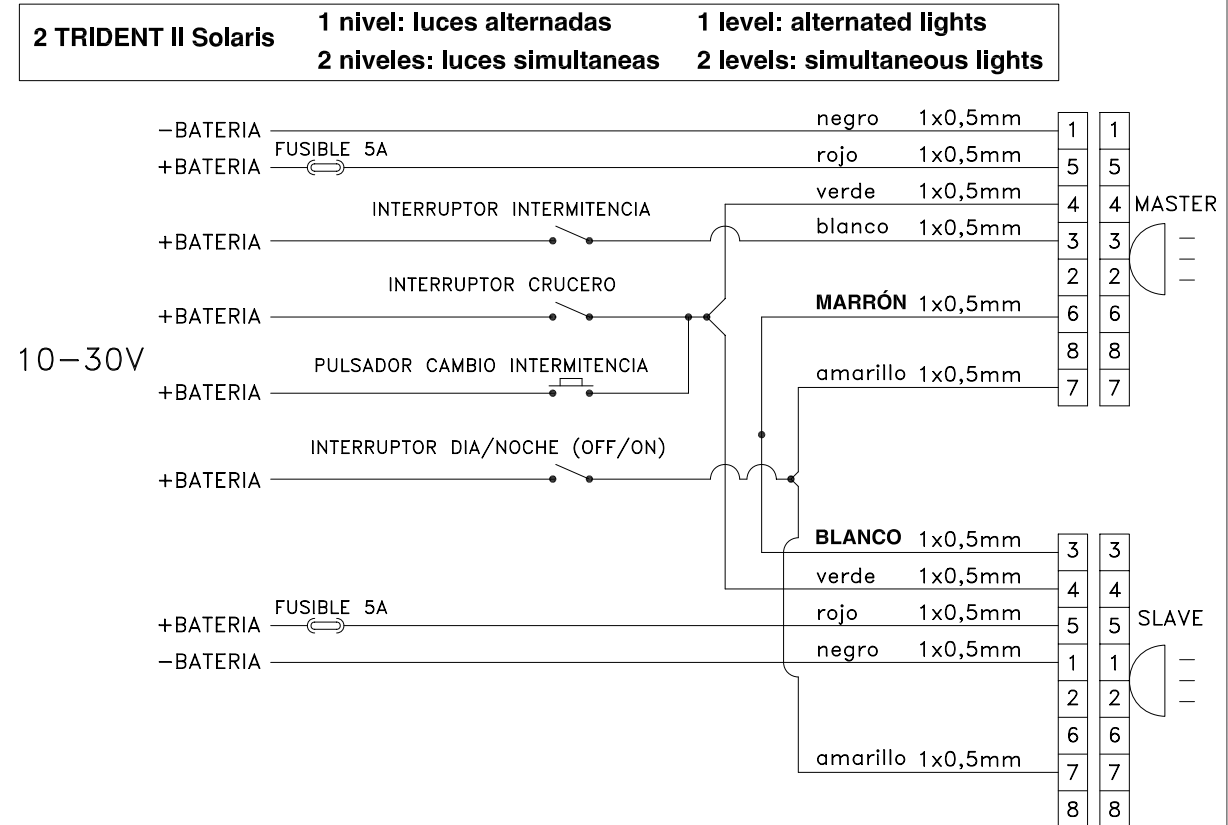 2 TRIDENT II Solaris
1 nivel: luces alternadas
1 level: alternated lights
2 niveles: luces simultaneas
2 levels: simultaneous lights
negro 1x0,5mm
-BATERIA
1 1
FUSIBLE 5A
rojo 1x0,5mm
+BATERIA
5 5
verde 1x0,5mm
4 4 MASTER
INTERRUPTOR INTERMITENCIA
blanco 1x0,5mm
+BATERIA
3 3
2 2
INTERRUPTOR CRUCERO
MARRÓN 1x0,5mm
+BATERIA
6 6
10-30V
8 8
PULSADOR CAMBIO INTERMITENCIA
amarillo 1x0,5mm
+BATERIA
7 7
INTERRUPTOR DIA/NOCHE (OFF/ON)
+BATERIA
BLANCO 1x0,5mm
3 3
verde 1x0,5mm
4 4
FUSIBLE 5A
rojo 1x0,5mm
+BATERIA
5 5 SLAVE
negro 1x0,5mm
-BATERIA
1 1
2 2
6 6
amarillo 1x0,5mm
7 7
8 8